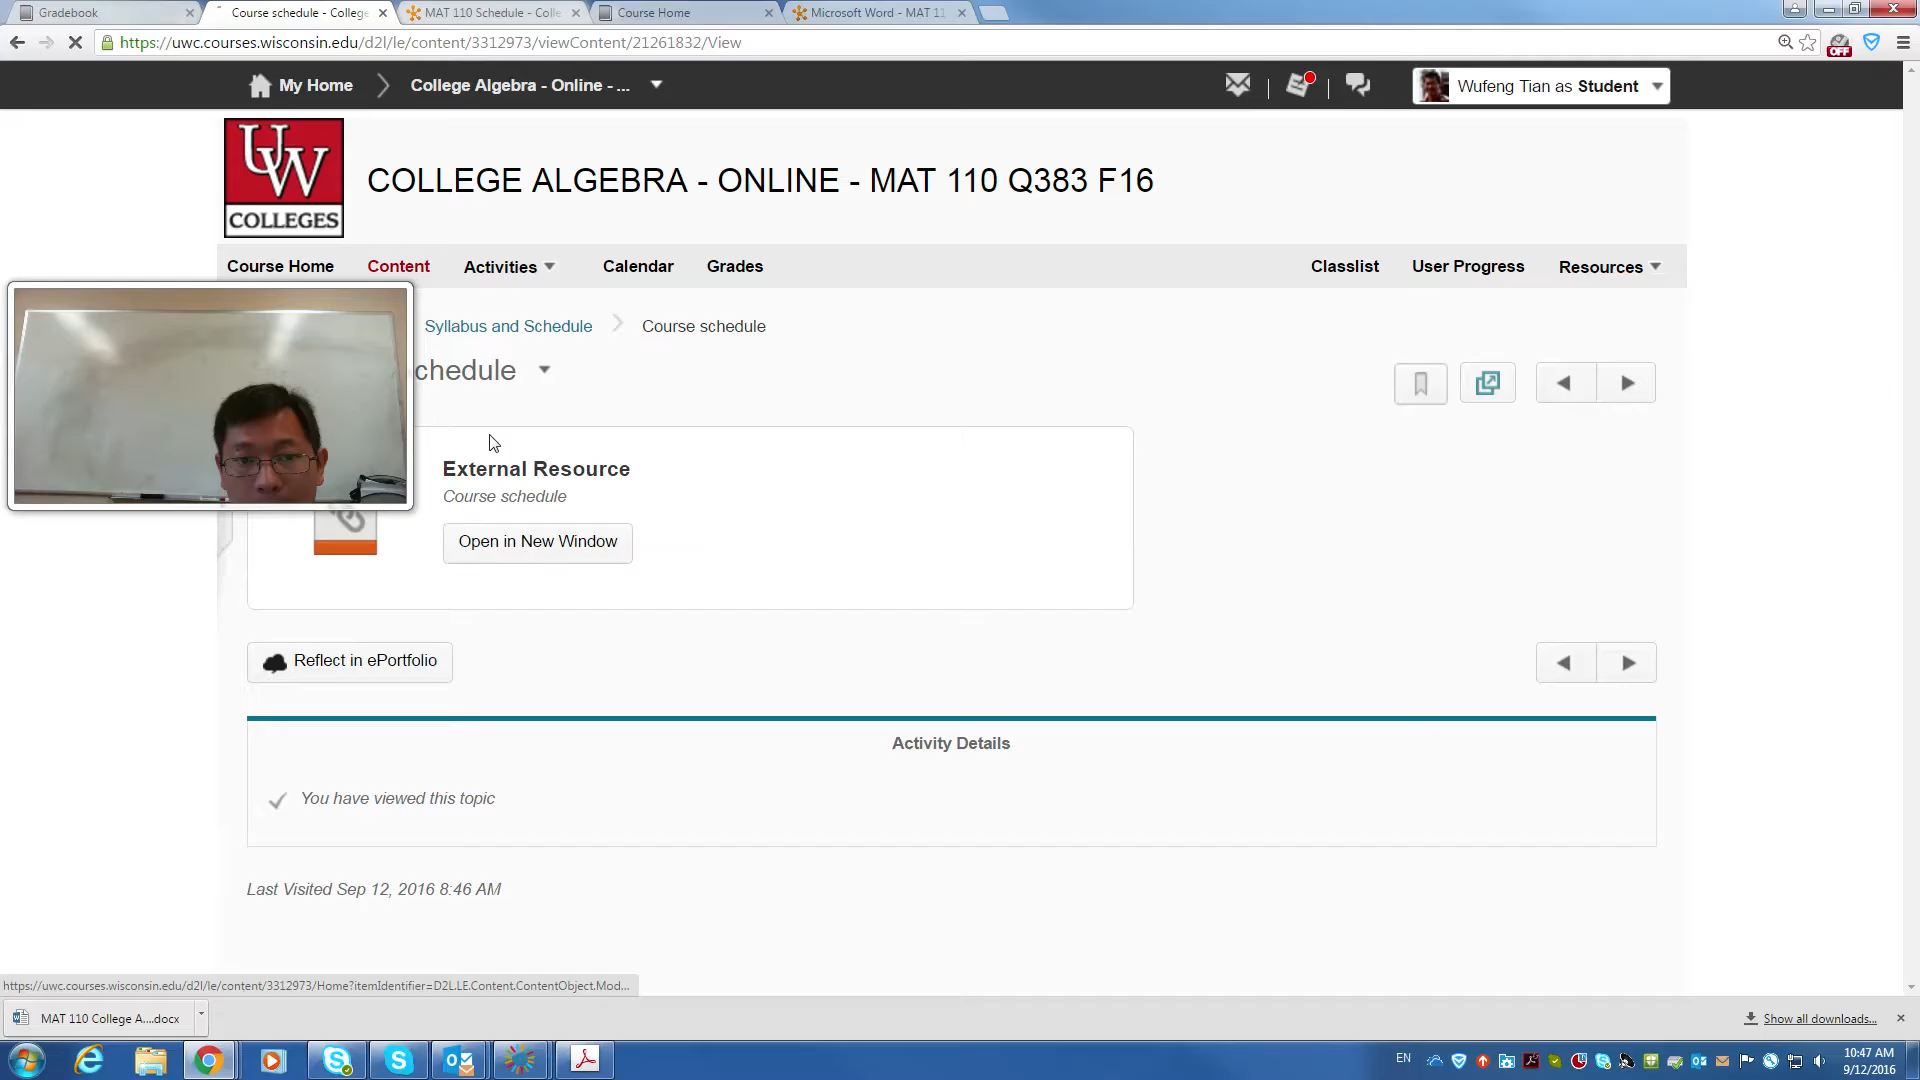 Gradebook
Course schedule - College
MAT 110 Schedule - Colle
Course Home
Microsoft Word - MAT 11
https://uwc.courses.wisconsin.edu/d2l/le/content/3312973/viewContent/21261832/View
OFF
My Home
College Algebra - Online - ...
Wufeng Tian as Student
UW
COLLEGES
COLLEGE ALGEBRA - ONLINE - MAT 110 Q383 F16
Course Home
Content
Activities
Calendar
Grades
Classlist
User Progress
Resources
Syllabus and Schedule
Course schedule
chedule
External Resource
Course schedule
Open in New Window
Reflect in ePortfolio
Activity Details
You have viewed this topic
Last Visited Sep 12, 2016 8:46 AM
https://uwc.courses.wisconsin.edu/d2l/le/content/3312973/Home?itemIdentifier=D2L.LE.Content.ContentObject.Mod...
MAT 110 College A....docx
Show all downloads...
EN
10:47 AM
9/12/2016